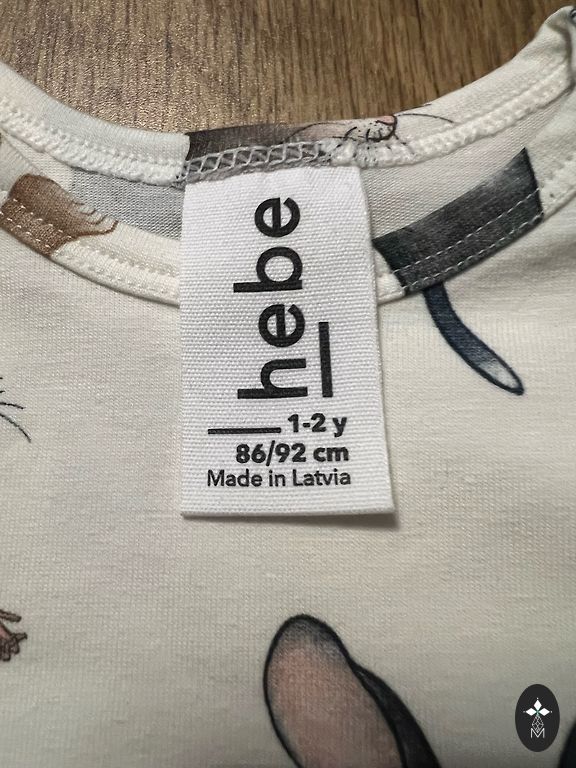 hebe
1-2 y
86/92 cm
Made in Latvia
M